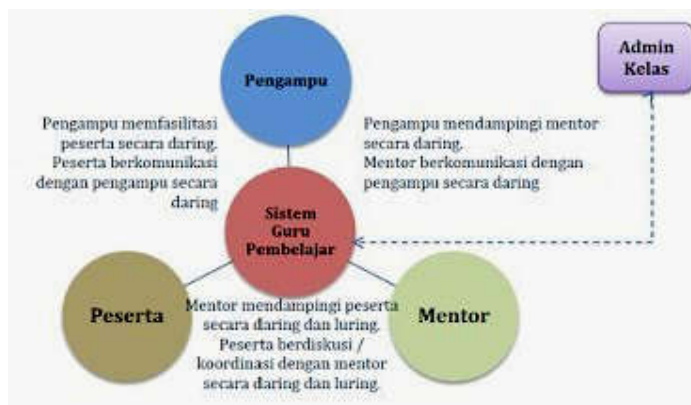 Pengampu
Admin
Kelas
Pengampu memfasilitasi
peserta secara daring.
Peserta berkomunikasi
dengan pengampu secara
daring
Pengampu mendampingi mentor
secara daring.
Mentor berkomunikasi dengan
pengampu secara daring
Sistem
Guru
Pembelajar
Peserta
Mentor mendampingi peserta
secara daring dan luring.
Peserta berdiskusi /
koordinasi dengan mentor
secara daring dan luring.
Mentor